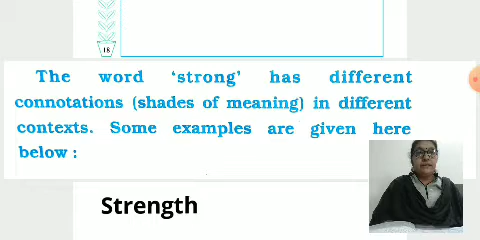 18
The word ‘strong’ has different
connotations (shades of meaning) in different
contexts. Some examples are given here
below :
Strength